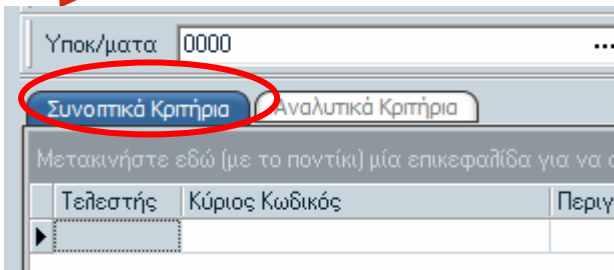 Υποκ/ματα 0000 ...
Συνοπτικά Κριτήρια Αναλυτικά Κριτήρια
Μετακινήστε εδώ (με το ποντίκι) μία επικεφαλίδα για να
Τελεστής Κύριος Κωδικός Περιγ